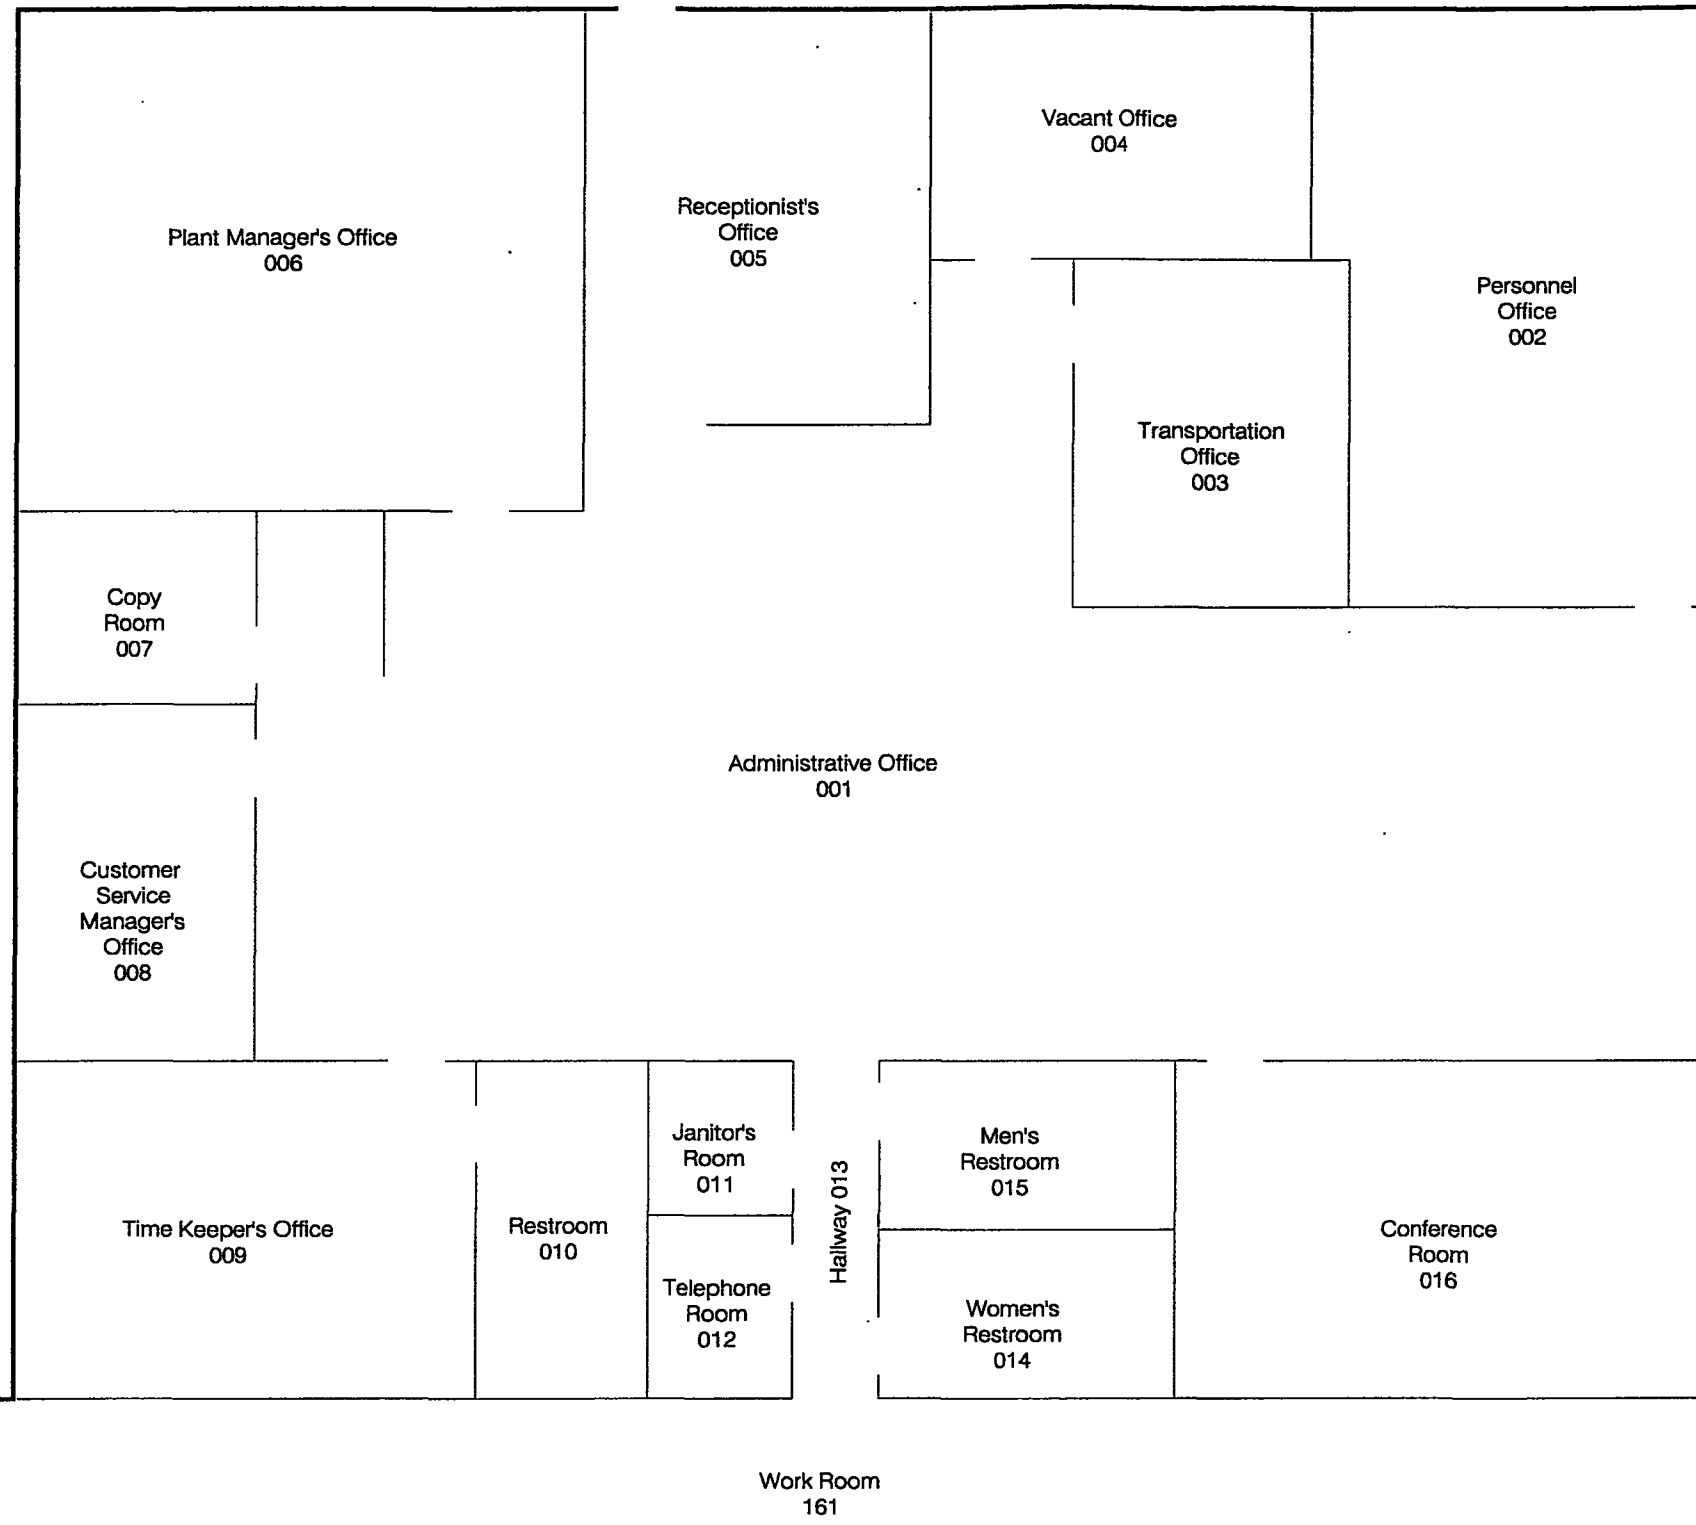 Vacant Office
004
Receptionist's
Office
005
Plant Manager's Office
006
Personnel
Office
002
Transportation
Office
003
Copy
Room
007
Administrative Office
001
Customer
Service
Manager's
Office
008
Janitor's
Room
011
Men's
Restroom
015
Hallway 013
Time Keeper's Office
009
Restroom
010
Conference
Room
016
Telephone
Room
012
Women's
Restroom
014
Work Room
161